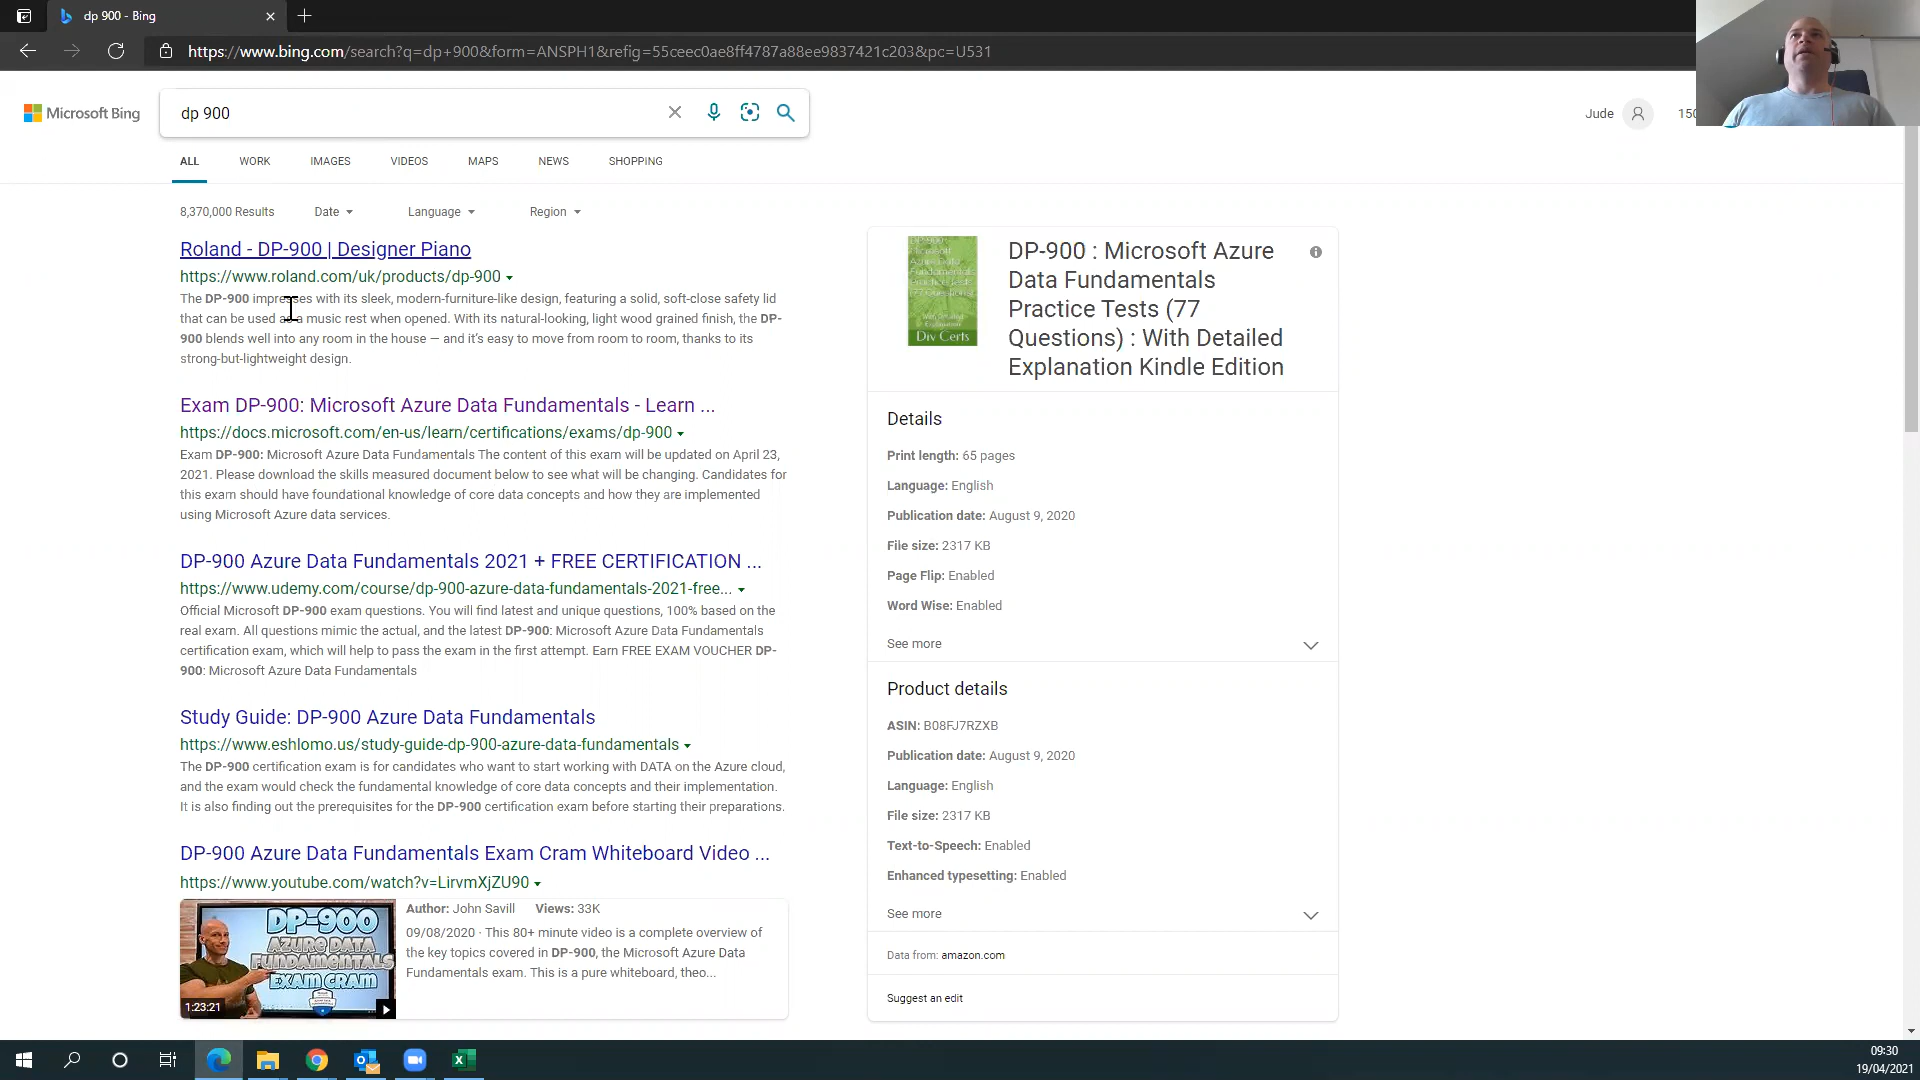 dp 900 - Bing
https://www.bing.com/search?q=dp+900&form=ANSPH1&refig=55ceec0ae8ff4787a88ee9837421c203&pc=U531
Microsoft Bing
dp 900
Jude
150
ALL WORK IMAGES VIDEOS MAPS NEWS SHOPPING
8,370,000 Results Date Language Region
Roland - DP-900 | Designer Piano
https://www.roland.com/uk/products/dp-900
The DP-900 impresses with its sleek, modern-furniture-like design, featuring a solid, soft-close safety lid
that can be used as a music rest when opened. With its natural-looking, light wood grained finish, the DP-
900 blends well into any room in the house — and it's easy to move from room to room, thanks to its
strong-but-lightweight design.
Exam DP-900: Microsoft Azure Data Fundamentals - Learn ...
https://docs.microsoft.com/en-us/learn/certifications/exams/dp-900
Exam DP-900: Microsoft Azure Data Fundamentals The content of this exam will be updated on April 23,
2021. Please download the skills measured document below to see what will be changing. Candidates for
this exam should have foundational knowledge of core data concepts and how they are implemented
using Microsoft Azure data services.
DP-900 Azure Data Fundamentals 2021 + FREE CERTIFICATION ...
https://www.udemy.com/course/dp-900-azure-data-fundamentals-2021-free...
Official Microsoft DP-900 exam questions. You will find latest and unique questions, 100% based on the
real exam. All questions mimic the actual, and the latest DP-900: Microsoft Azure Data Fundamentals
certification exam, which will help to pass the exam in the first attempt. Earn FREE EXAM VOUCHER DP-
900: Microsoft Azure Data Fundamentals
Study Guide: DP-900 Azure Data Fundamentals
https://www.eshlomo.us/study-guide-dp-900-azure-data-fundamentals
The DP-900 certification exam is for candidates who want to start working with DATA on the Azure cloud,
and the exam would check the fundamental knowledge of core data concepts and their implementation.
It is also finding out the prerequisites for the DP-900 certification exam before starting their preparations.
DP-900 Azure Data Fundamentals Exam Cram Whiteboard Video ...
https://www.youtube.com/watch?v=LirvmXjZU90
DP-900
AZURE DATA
FUNDAMENTALS
EXAM CRAM
1:23:21
Author: John Savill Views: 33K
09/08/2020 · This 80+ minute video is a complete overview of
the key topics covered in DP-900, the Microsoft Azure Data
Fundamentals exam. This is a pure whiteboard, theo...
DP-900 : Microsoft Azure
Data Fundamentals
Practice Tests (77
Questions) : With Detailed
Explanation Kindle Edition
DP-900
Microsoft
Azure Data
Fundamentals
Practice Tests
(77 Questions)
Div Certs
Details
Print length: 65 pages
Language: English
Publication date: August 9, 2020
File size: 2317 KB
Page Flip: Enabled
Word Wise: Enabled
See more
Product details
ASIN: B08FJ7RZXB
Publication date: August 9, 2020
Language: English
File size: 2317 KB
Text-to-Speech: Enabled
Enhanced typesetting: Enabled
See more
Data from: amazon.com
Suggest an edit
09:30
19/04/2021